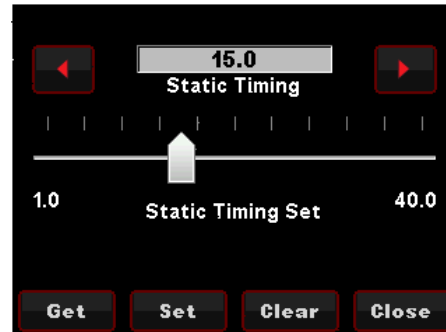 15.0
Static Timing
1.0 40.0
Static Timing Set
Get Set Clear Close